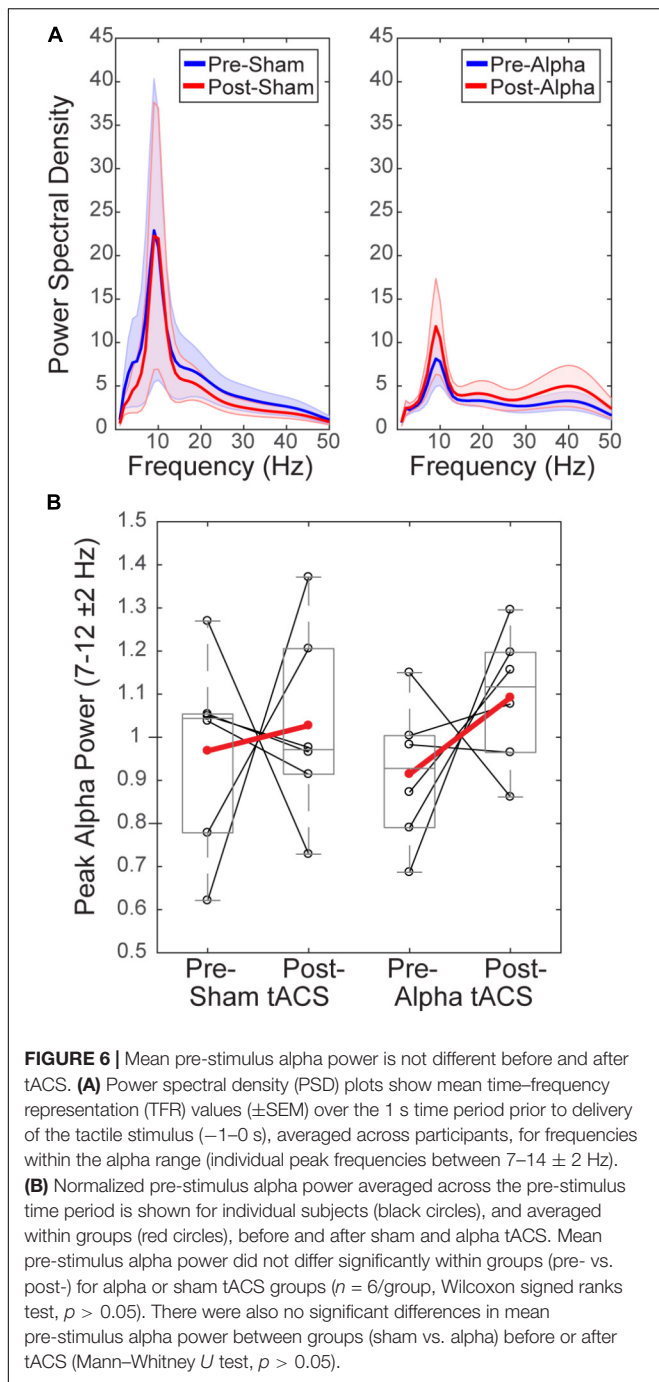 A
45
40
35
30
25
20
15
10
5
Power Spectral Density
Pre-Sham
Post-Sham
10 20 30 40 50
Frequency (Hz)
45
40
35
30
25
20
15
10
5
Pre-Alpha
Post-Alpha
10 20 30 40 50
Frequency (Hz)
B
Peak Alpha Power (7-12 ±2 Hz)
1.5
1.4
1.3
1.2
1.1
1
0.9
0.8
0.7
0.6
0.5
Pre- Post- Pre- Post-
Sham tACS Alpha tACS
FIGURE 6 | Mean pre-stimulus alpha power is not different before and after
tACS. (A) Power spectral density (PSD) plots show mean time–frequency
representation (TFR) values (±SEM) over the 1 s time period prior to delivery
of the tactile stimulus (−1–0 s), averaged across participants, for frequencies
within the alpha range (individual peak frequencies between 7–14 ± 2 Hz).
(B) Normalized pre-stimulus alpha power averaged across the pre-stimulus
time period is shown for individual subjects (black circles), and averaged
within groups (red circles), before and after sham and alpha tACS. Mean
pre-stimulus alpha power did not differ significantly within groups (pre- vs.
post-) for alpha or sham tACS groups (n = 6/group, Wilcoxon signed ranks
test, p > 0.05). There were also no significant differences in mean
pre-stimulus alpha power between groups (sham vs. alpha) before or after
tACS (Mann–Whitney U test, p > 0.05).